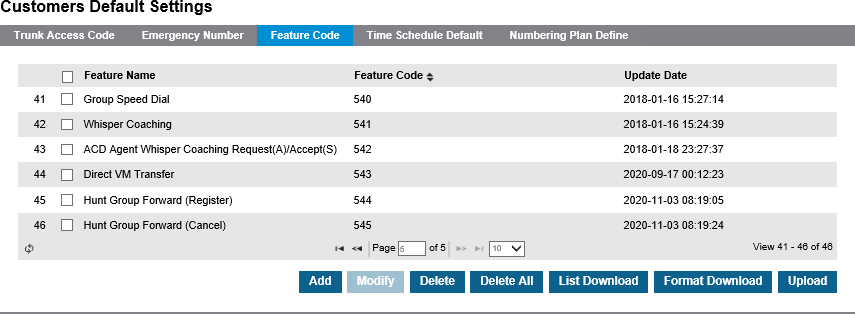 Customers Default Settings
Trunk Access Code Emergency Number Feature Code Time Schedule Default Numbering Plan Define
Feature Name Feature Code Update Date
41 Group Speed Dial 540 2018-01-16 15:27:14
42 Whisper Coaching 541 2018-01-16 15:24:39
43 ACD Agent Whisper Coaching Request(A)/Accept(S) 542 2018-01-18 23:27:37
44 Direct VM Transfer 543 2020-09-17 00:12:23
45 Hunt Group Forward (Register) 544 2020-11-03 08:19:05
46 Hunt Group Forward (Cancel) 545 2020-11-03 08:19:24
Page 5 of 5 10 View 41 - 46 of 46
Add Modify Delete Delete All List Download Format Download Upload